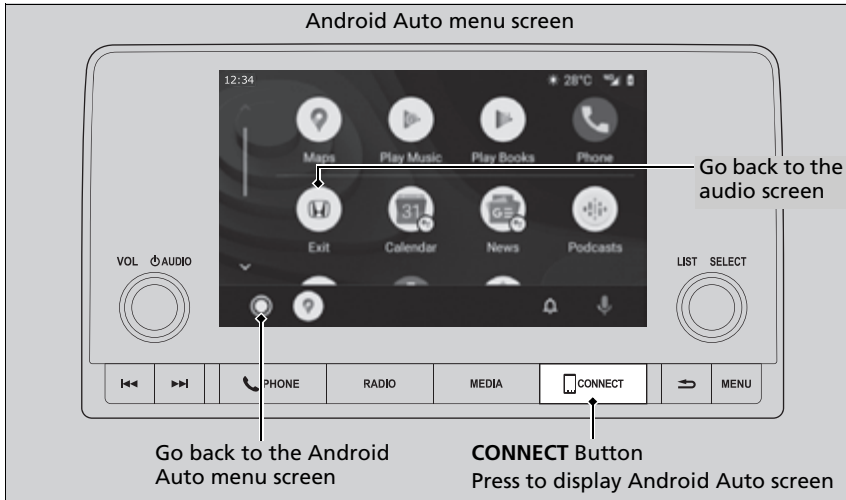 Android Auto menu screen
12:34
28°C
Maps
Play Music
Play Books
Phone
Go back to the
audio screen
31
GE
Exit
Calendar
News
Podcasts
VOL
AUDIO
LIST
SELECT
PHONE
RADIO
MEDIA
CONNECT
MENU
Go back to the Android
Auto menu screen
CONNECT Button
Press to display Android Auto screen